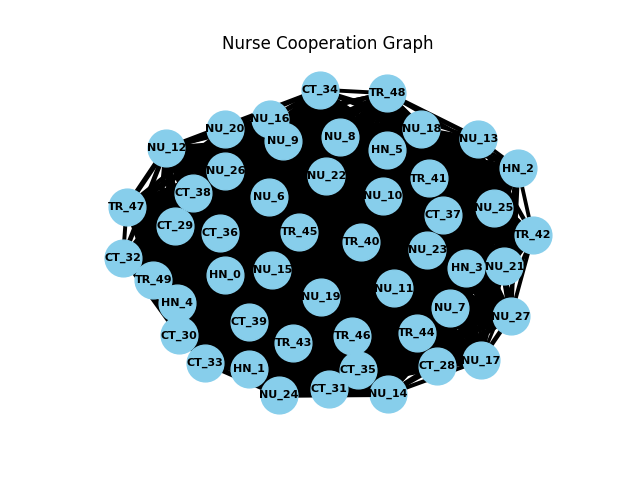 Nurse Cooperation Graph
CT_34
TR_48
NU_16
NU_20
NU_18
NU_8
NU_13
NU_9
NU_12
HN_5
HN_2
NU_26
NU_22
TR_41
CT_38
NU_6
NU_10
TR_47
NU_25
CT_37
CT_29
CT_36
TR_45
TR_42
TR_40
NU_23
CT_32
HN_3
NU_21
NU_15
HN_0
TR_49
NU_11
NU_19
HN_4
NU_7
NU_27
CT_39
TR_44
CT_30
TR_46
TR_43
NU_17
CT_33
CT_28
HN_1
CT_35
CT_31
NU_14
NU_24